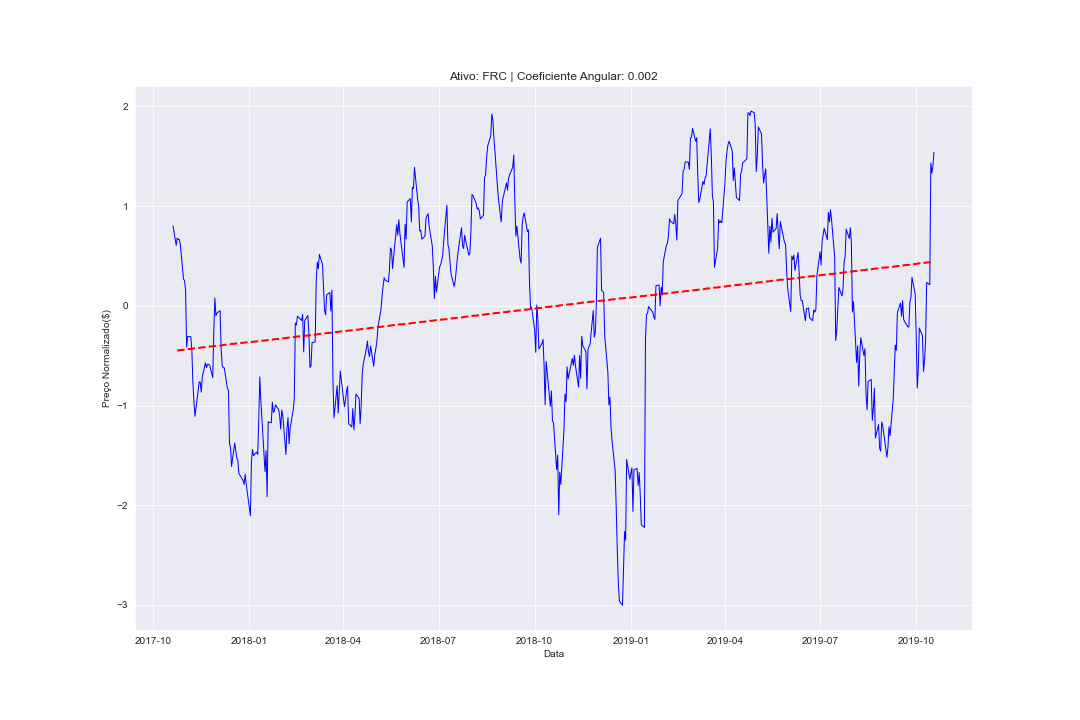 Ativo: FRC | Coeficiente Angular: 0.002
Preço Normalizado($)
2
1
0
−1
−2
−3
2017-10 2018-01 2018-04 2018-07 2018-10 2019-01 2019-04 2019-07 2019-10
Data